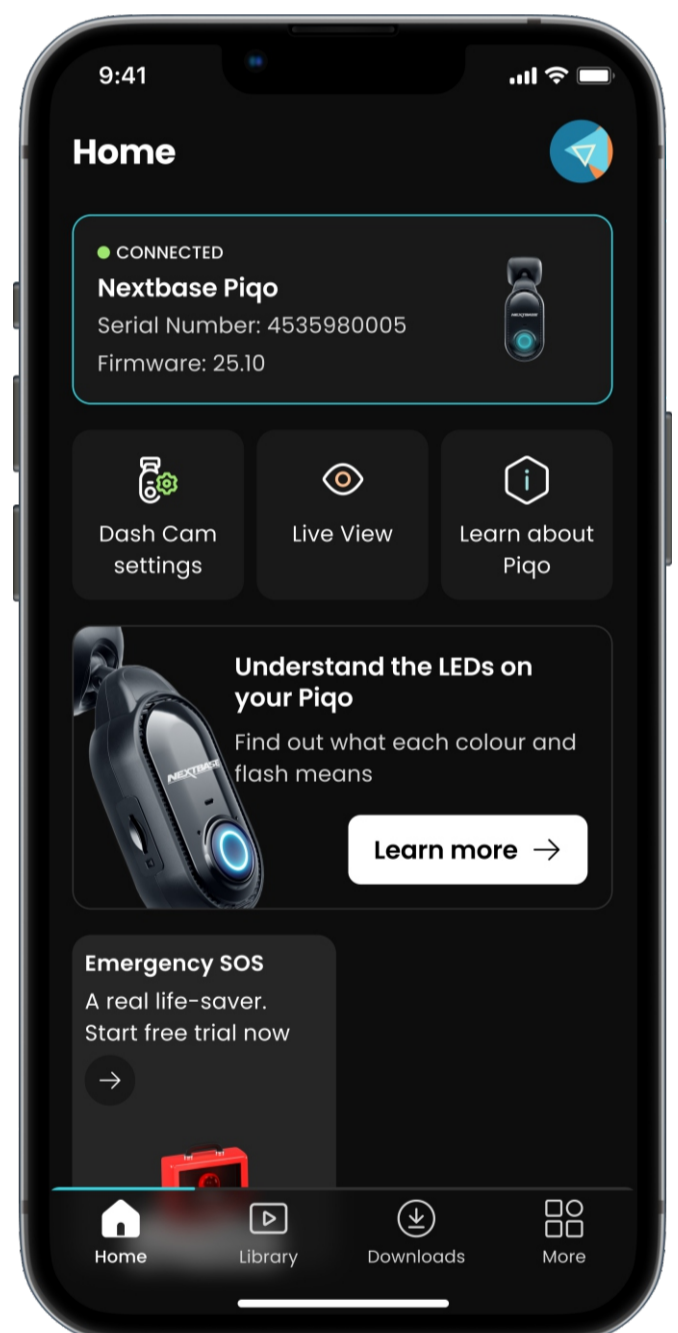 9:41
Home
CONNECTED
Nextbase Piqo
Serial Number: 4535980005
Firmware: 25.10
NEXTBASE
Dash Cam
settings
Live View
Learn about
Piqo
Understand the LEDs on
your Piqo
Find out what each colour and
flash means
NEXTBASE
Learn more
Emergency SOS
A real life-saver.
Start free trial now
Home
Library
Downloads
More